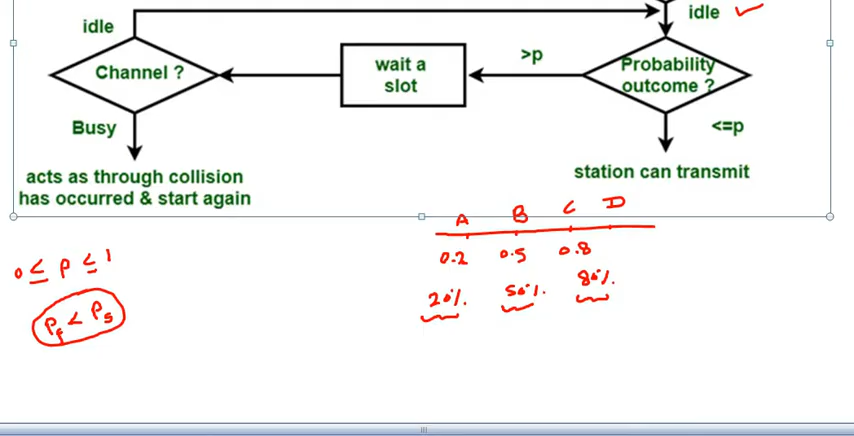 idle
idle
Channel ?
wait a
slot
>p
Probability
outcome ?
Busy
<=p
acts as through collision
has occurred & start again
station can transmit
A B C D
0.2 0.5 0.8
20%. 50%. 80%.
0 ≤ P ≤ 1
Pf < Ps